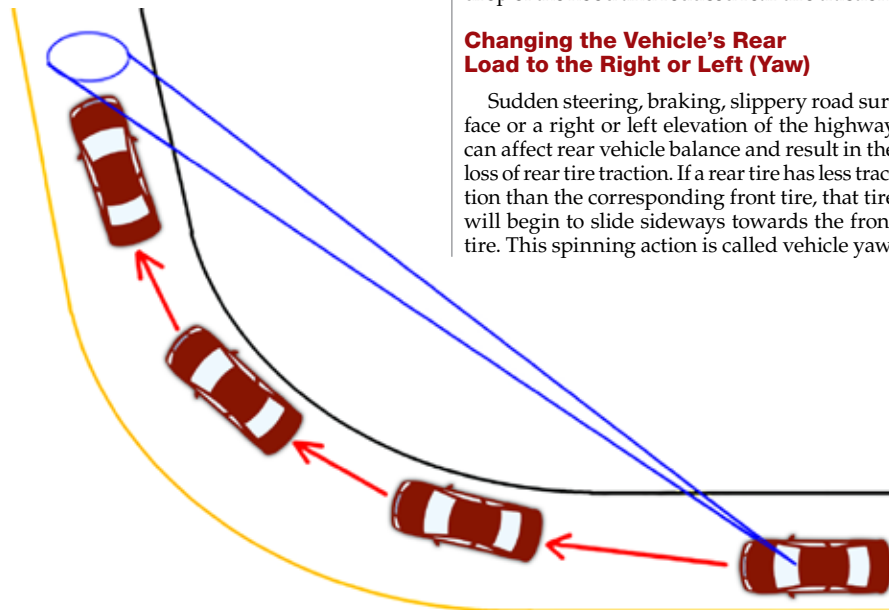 Changing the Vehicle's Rear
Load to the Right or Left (Yaw)
Sudden steering, braking, slippery road sur
face or a right or left elevation of the highway
can affect rear vehicle balance and result in the
loss of rear tire traction. If a rear tire has less trac
tion than the corresponding front tire, that tire
will begin to slide sideways towards the fron
tire. This spinning action is called vehicle yaw